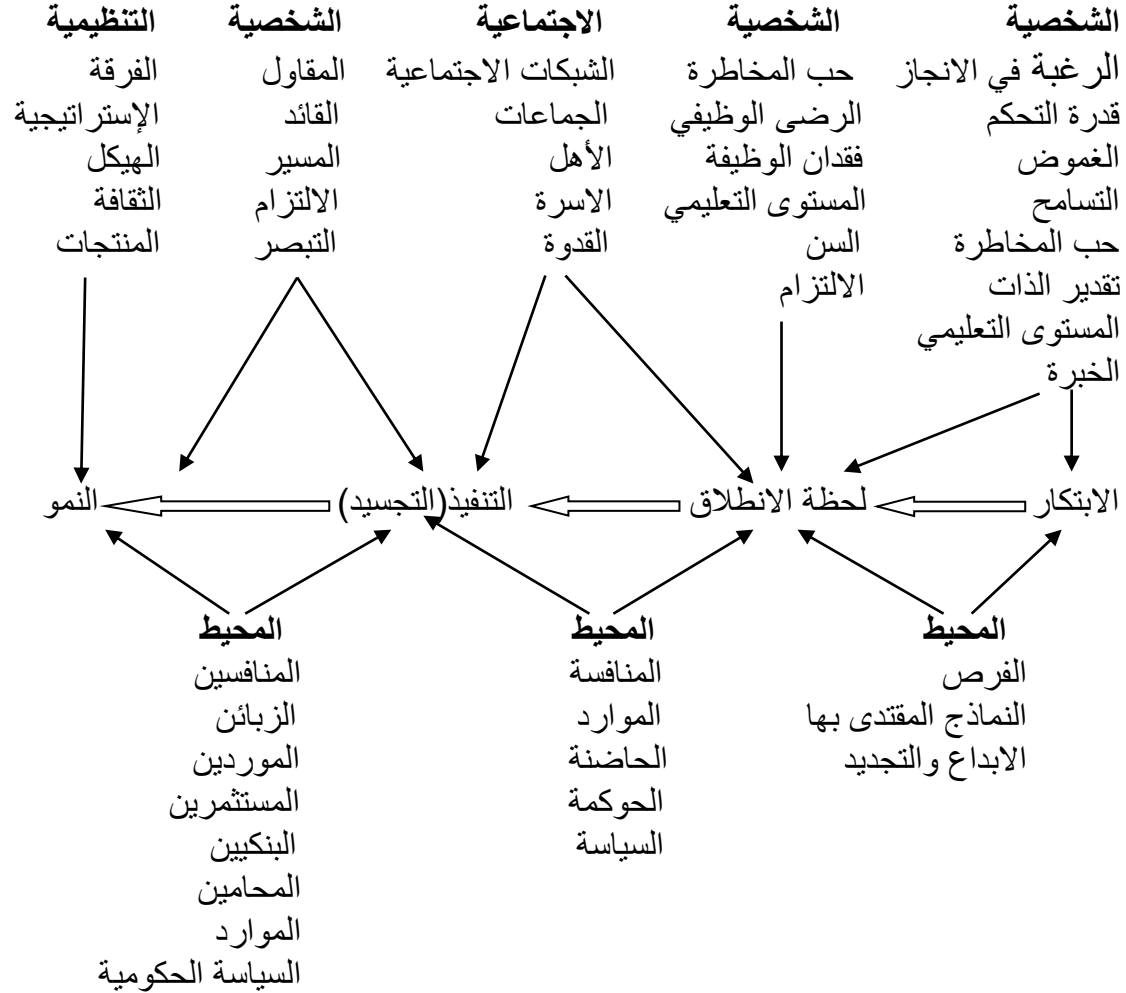 الشخصية
الرغبة في الانجاز
قدرة التحكم
الغموض
التسامح
حب المخاطرة
تقدير الذات
المستوى التعليمي
الخبرة
الشخصية
حب المخاطرة
الرضى الوظيفي
فقدان الوظيفة
المستوى التعليمي
السن
الالتزام
الاجتماعية
الشبكات الاجتماعية
الجماعات
الأهل
الاسرة
القدوة
الشخصية
المقاول
القائد
المسير
الالتزام
التبصر
التنظيمية
الفرقة
الإستراتيجية
الهيكل
الثقافة
المنتجات
الابتكار
لحظة الانطلاق
التنفيذ(التجسيد)
النمو
المحيط
الفرص
النماذج المقتدى بها
الابداع والتجديد
المحيط
المنافسة
الموارد
الحاضنة
الحوكمة
السياسة
المحيط
المنافسين
الزبائن
الموردين
المستثمرين
البنكيين
المحامين
الموارد
السياسة الحكومية